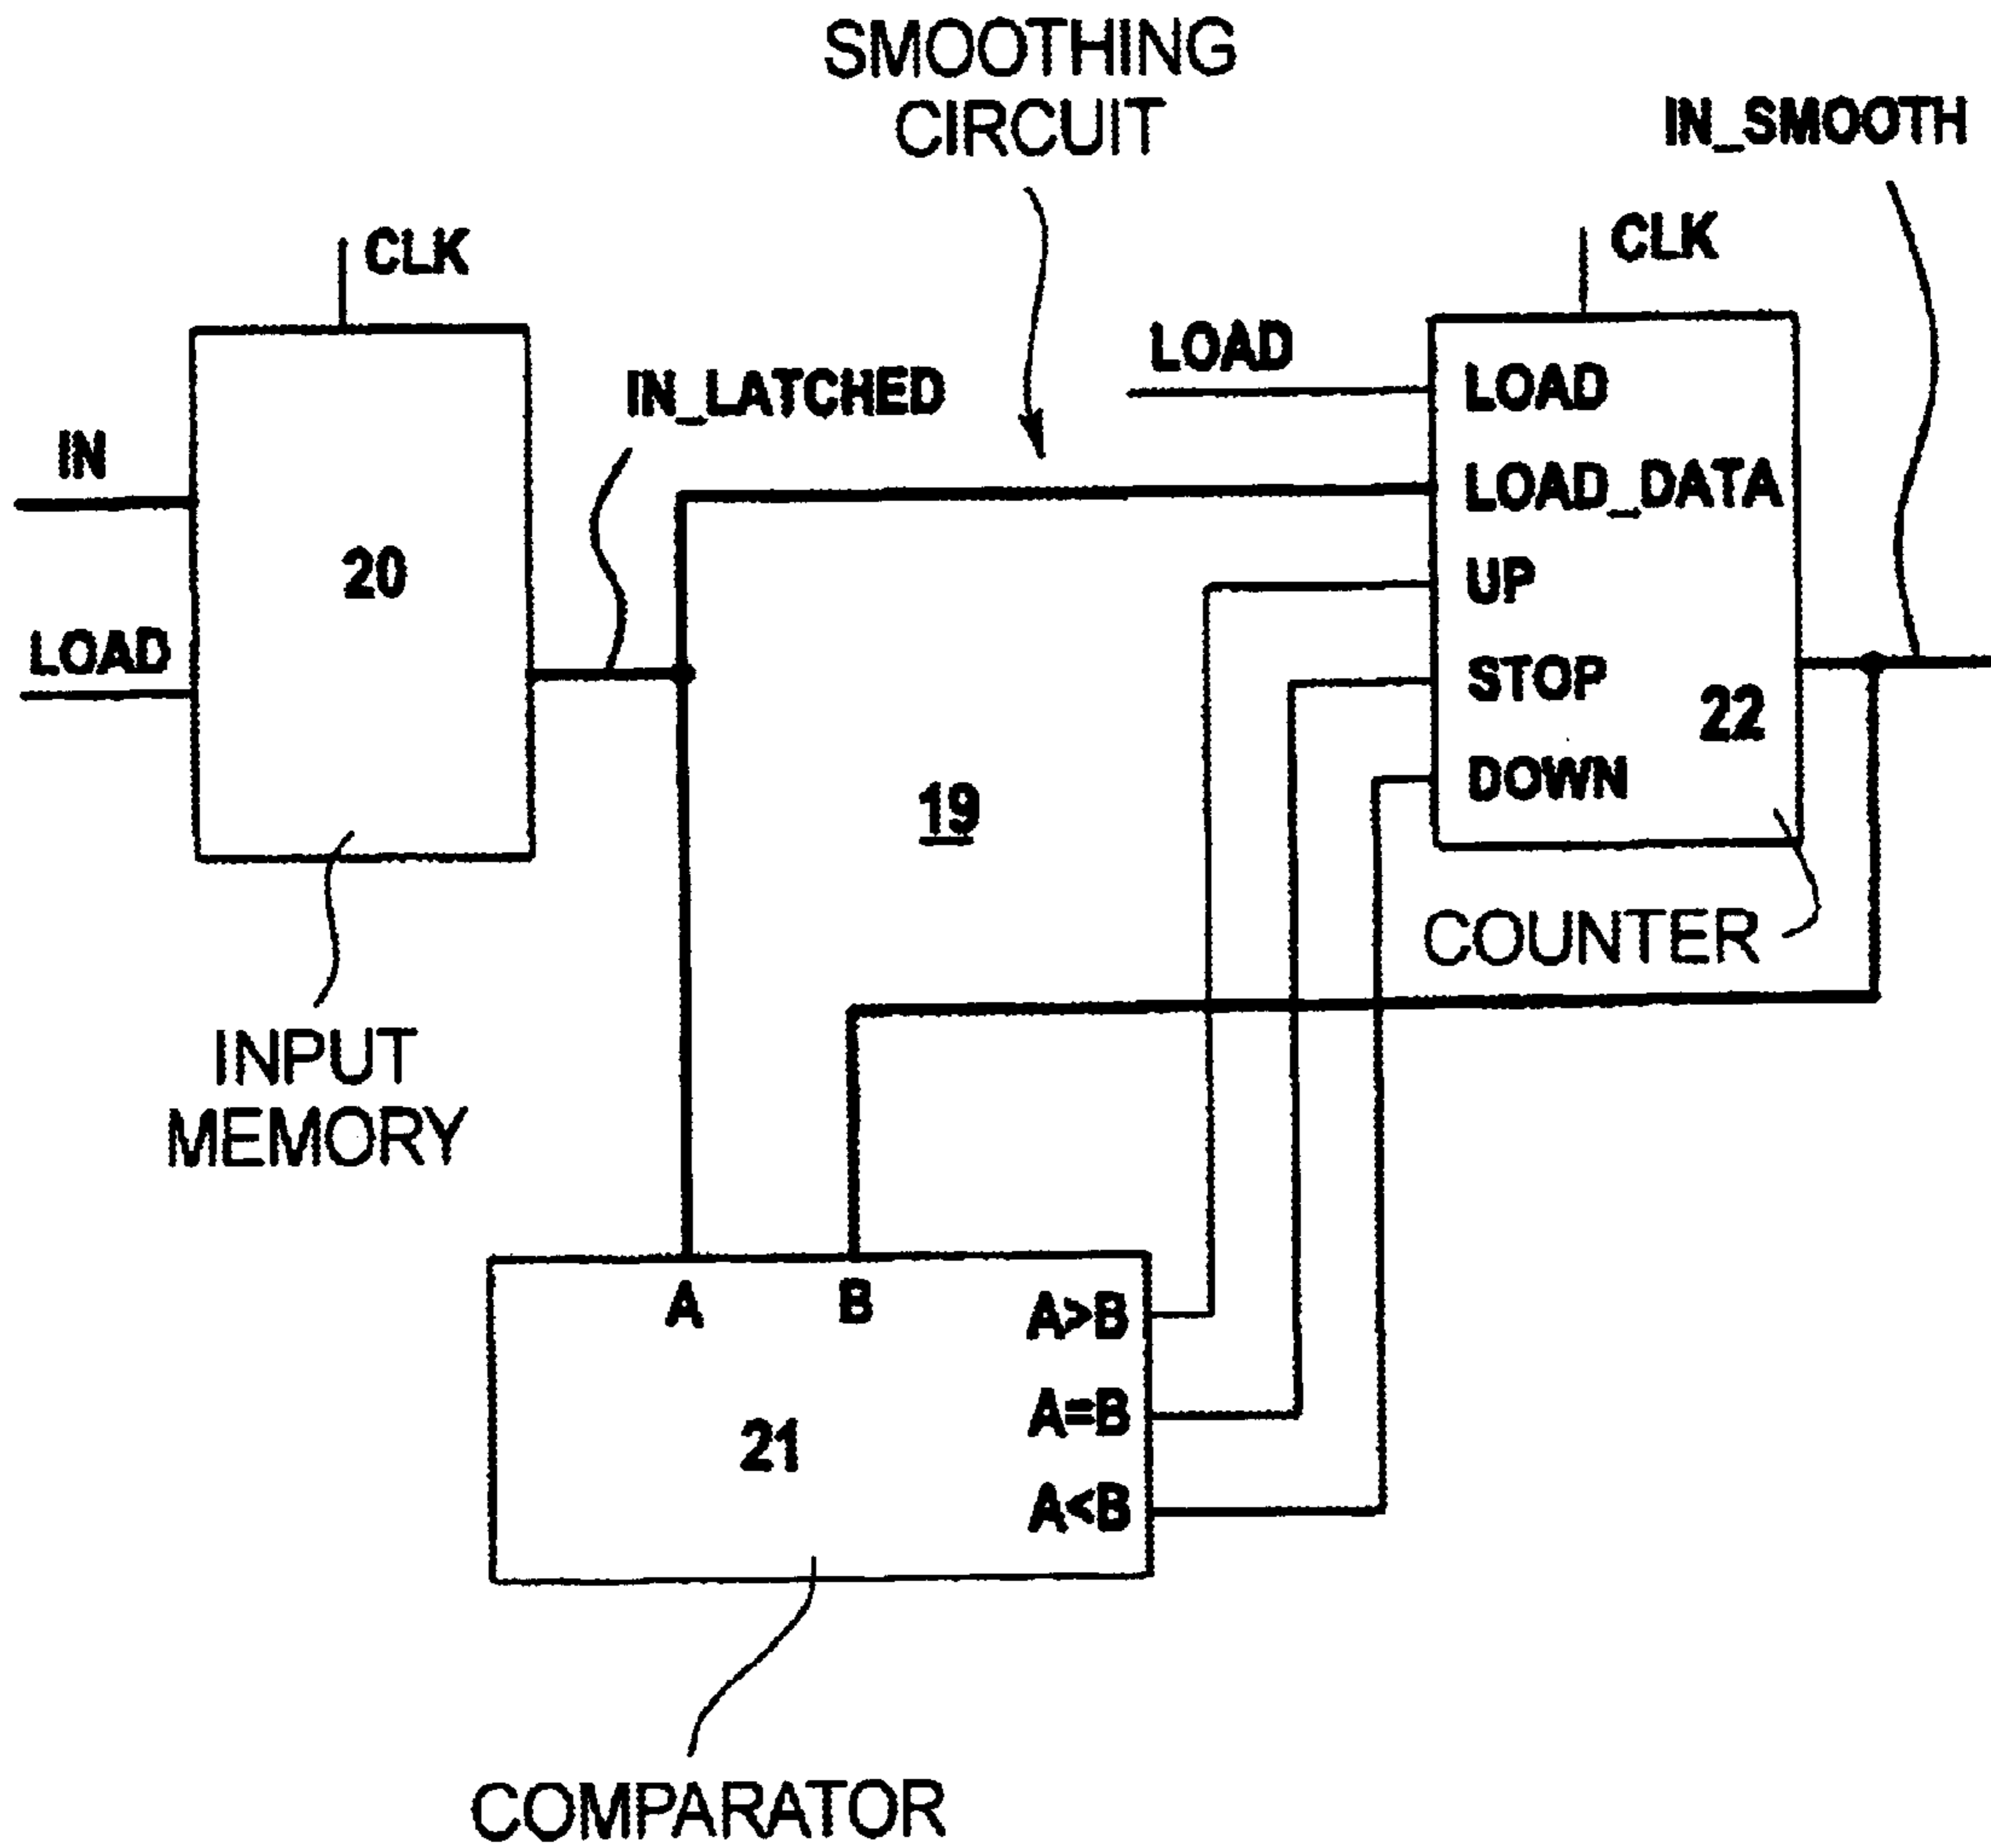 SMOOTHING
CIRCUIT
IN_SMOOTH
CLK
CLK
LOAD
IN_LATCHED
LOAD
IN
LOAD_DATA
20
UP
LOAD
STOP
22
DOWN
19
COUNTER
INPUT
MEMORY
A
B
A>B
A=B
21
A<B
COMPARATOR